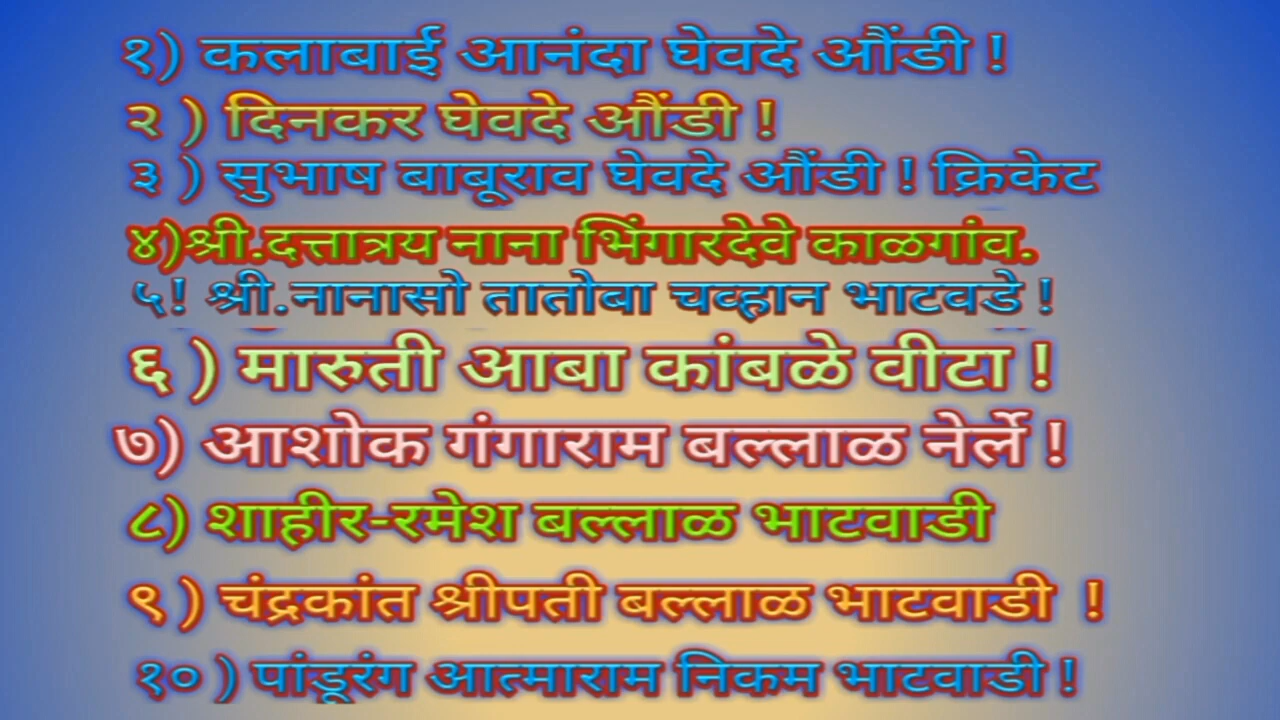 १) कलाबाई आनंदा घेवदे औंडी !
२ ) दिनकर घेवदे औंडी !
३ ) सुभाष बाबूराव घेवदे औंडी ! क्रिकेट
४)श्री.दत्तात्रय नाना भिंगारदेवे काळगांव.
५! श्री.नानासो तातोबा चव्हान भाटवडे !
६ ) मारुती आबा कांबळे वीटा !
७) आशोक गंगाराम बल्लाळ नेर्ले !
८) शाहीर-रमेश बल्लाळ भाटवाडी
९ ) चंद्रकांत श्रीपती बल्लाळ भाटवाडी !
१० ) पांडूरंग आत्माराम निकम भाटवाडी !